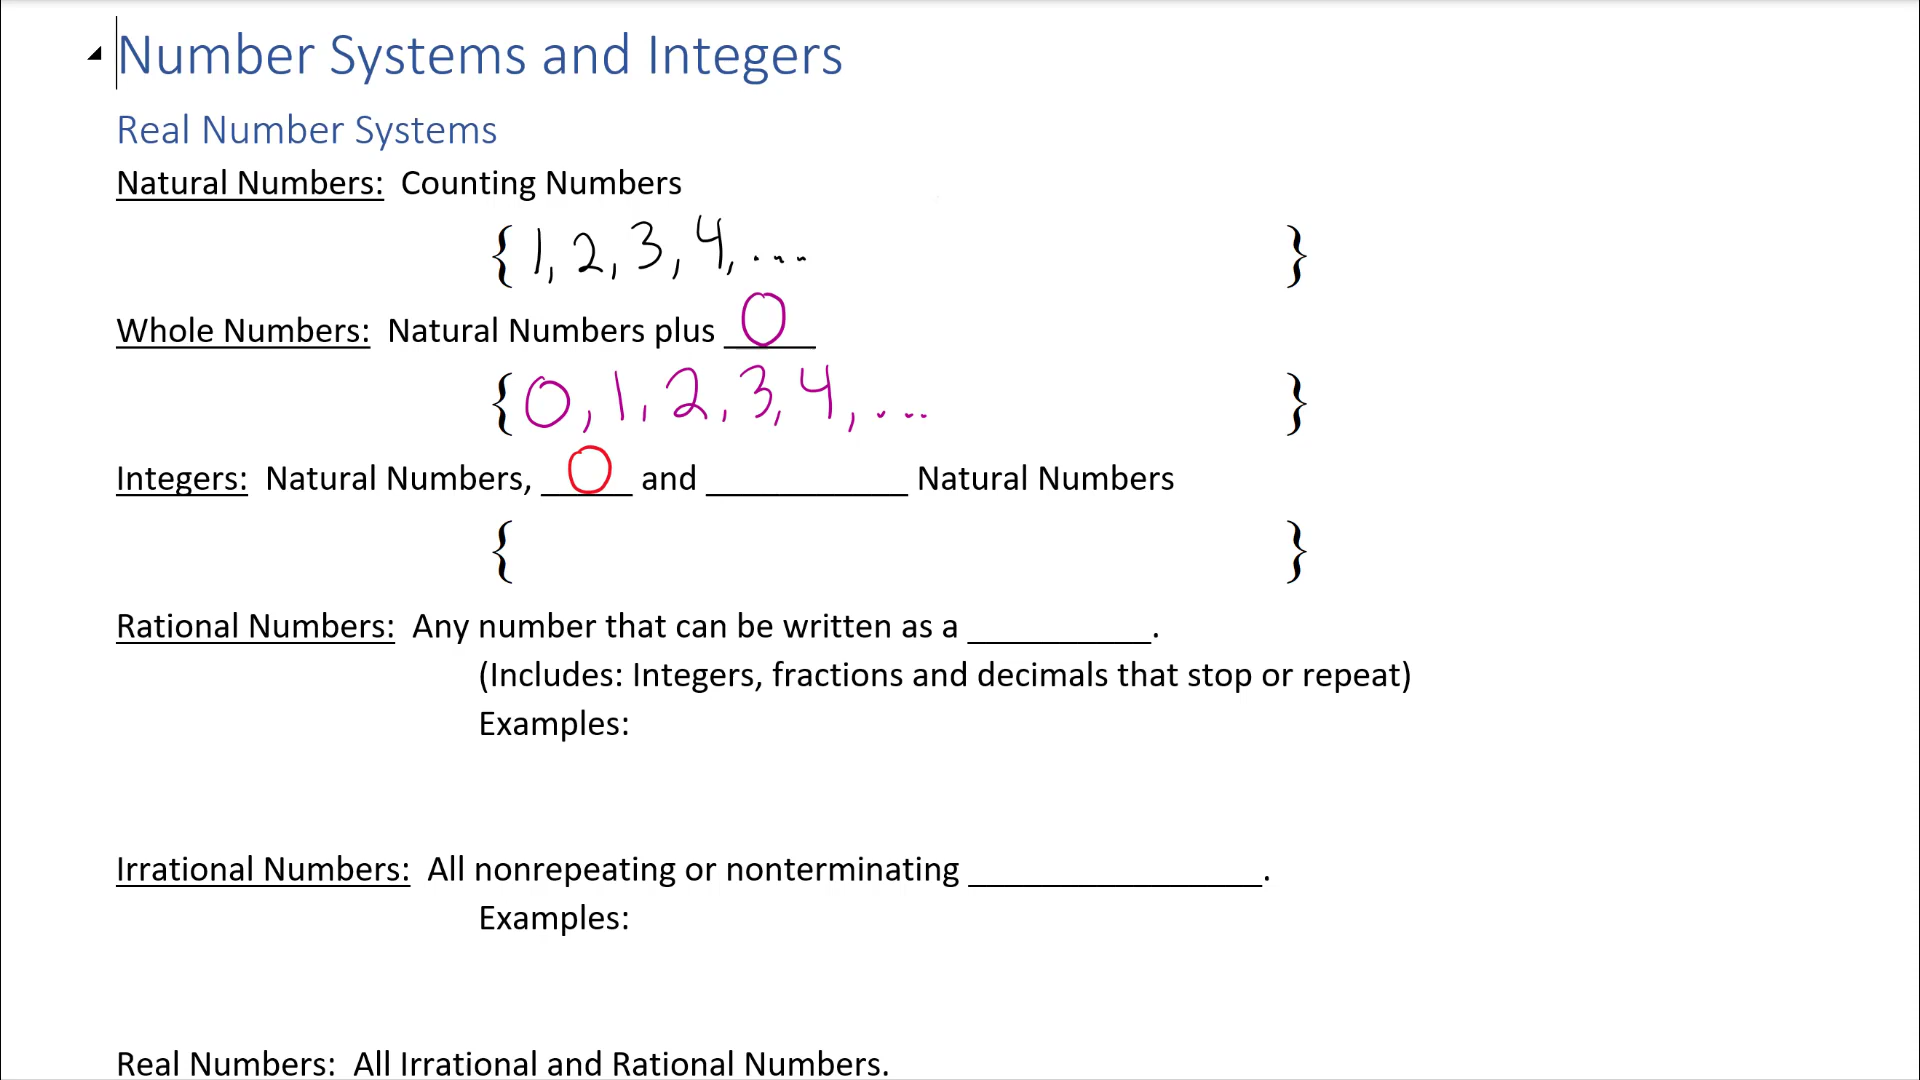 Number Systems and Integers
Real Number Systems
Natural Numbers: Counting Numbers
{ 1, 2, 3, 4, ... }
Whole Numbers: Natural Numbers plus 0
{ 0, 1, 2, 3, 4, ... }
Integers: Natural Numbers, 0 and ___________ Natural Numbers
{ }
Rational Numbers: Any number that can be written as a __________.
(Includes: Integers, fractions and decimals that stop or repeat)
Examples:
Irrational Numbers: All nonrepeating or nonterminating ________________.
Examples:
Real Numbers: All Irrational and Rational Numbers.